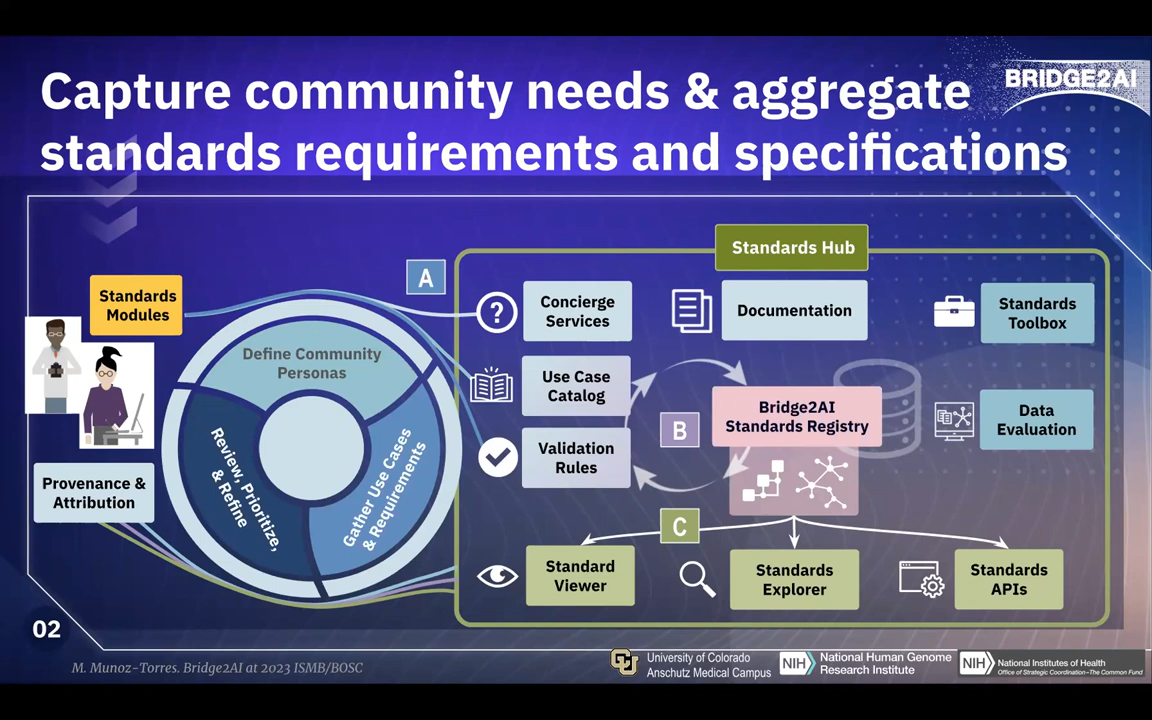 BRIDGE2AI
Capture community needs & aggregate
standards requirements and specifications
Standards Hub
A
Standards
Modules
?
Concierge
Services
Documentation
Standards
Toolbox
Define Community
Personas
Use Case
Catalog
Bridge2AI
Standards Registry
B
Data
Evaluation
Validation
Rules
Review, Prioritize,
& Refine
Gather Use Cases
& Requirements
Provenance &
Attribution
C
Standard
Viewer
Standards
Explorer
Standards
APIs
02
M. Munoz-Torres. Bridge2AI at 2023 ISMB/BOSC
CU
University of Colorado
Anschutz Medical Campus
NIH
National Human Genome
Research Institute
NIH
National Institutes of Health
Office of Strategic Coordination–The Common Fund